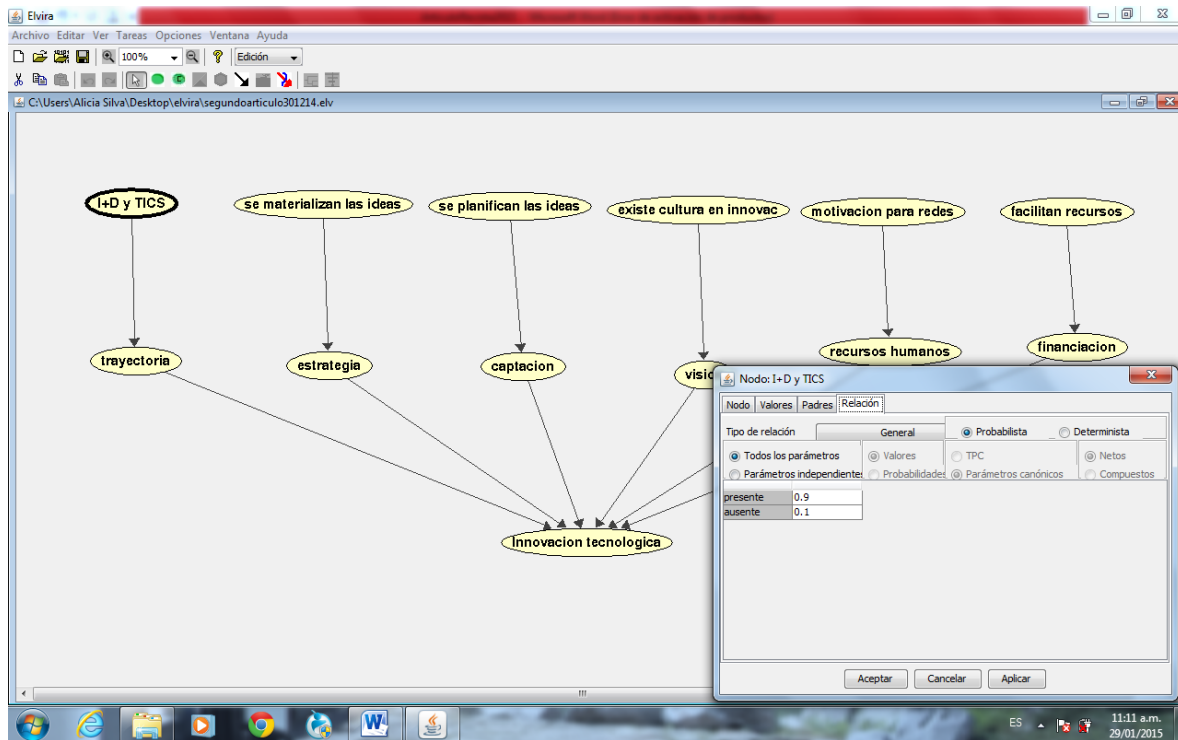 Elvira
Archivo Editar Ver Tareas Opciones Ventana Ayuda
100% Edición
C:\Users\Alicia Silva\Desktop\elvira\segundoarticulo301214.elv
I+D y TICS
se materializan las ideas
se planifican las ideas
existe cultura en innovac
motivacion para redes
facilitan recursos
trayectoria
estrategia
captacion
visio
recursos humanos
financiacion
Innovacion tecnologica
Nodo: I+D y TICS
Nodo Valores Padres Relación
Tipo de relación General Probabilista Determinista
Todos los parámetros Valores TPC Netos
Parámetros independientes Probabilidades Parámetros canónicos Compuestos
presente 0.9
ausente 0.1
Aceptar Cancelar Aplicar
ES 11:11 a.m.
29/01/2015